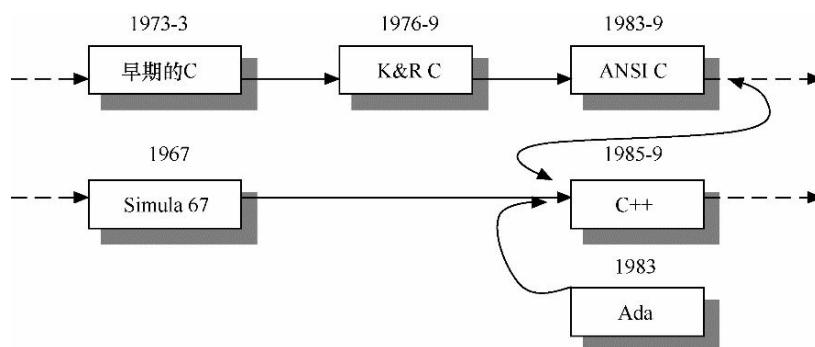 1973-3
1976-9
1983-9
早期的C
K&R C
ANSI C
1967
1985-9
Simula 67
C++
1983
Ada